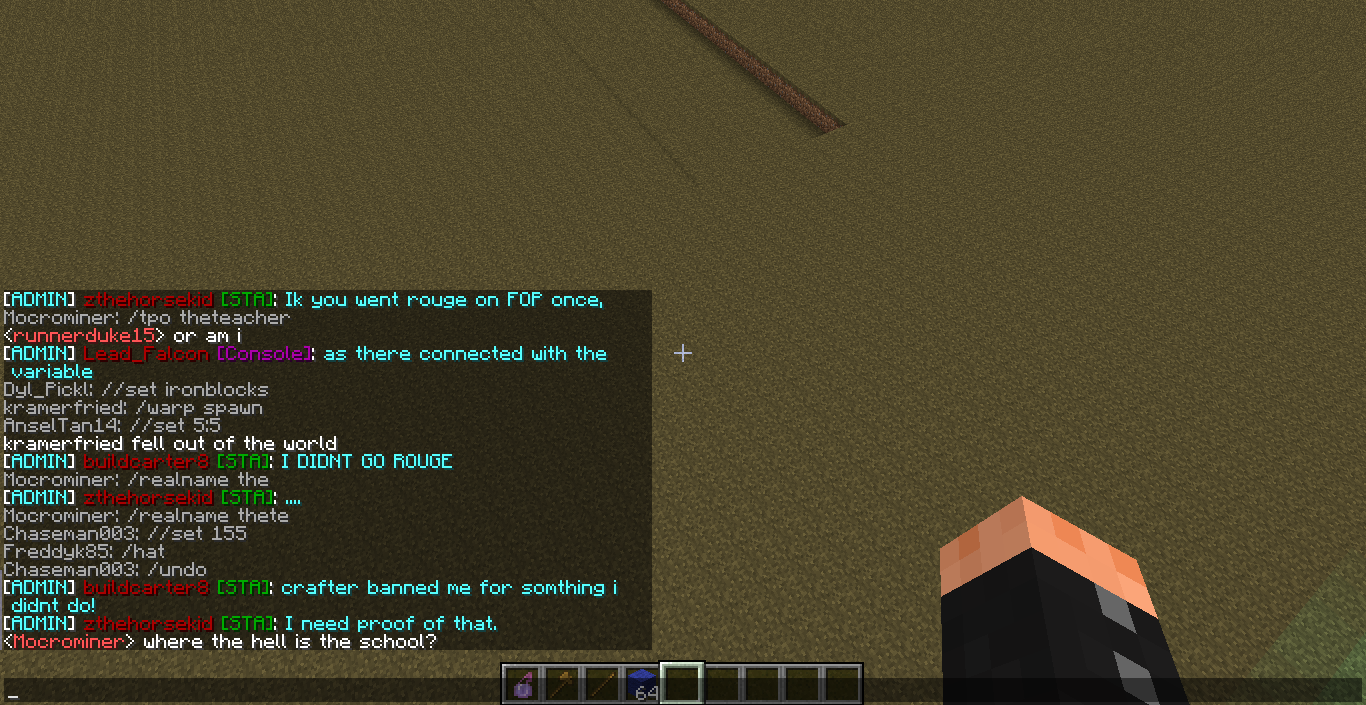 [ADMIN] zthehorsekid [STA]: Ik you went rouge on FOP once,
Mocrominer: /tpo theteacher
<runnerduke15> or am i
[ADMIN] Lead_Falcon [Console]: as there connected with the
variable
Dyl_Pickl: //set ironblocks
kramerfried: /warp spawn
AnselTan14: //set 5:5
kramerfried fell out of the world
[ADMIN] buildcarter8 [STA]: I DIDNT GO ROUGE
Mocrominer: /realname the
[ADMIN] zthehorsekid [STA]: ....
Mocrominer: /realname thete
Chaseman003: //set 155
Freddyk85: /hat
Chaseman003: /undo
[ADMIN] buildcarter8 [STA]: crafter banned me for somthing i
didnt do!
[ADMIN] zthehorsekid [STA]: I need proof of that.
<Mocrominer> where the hell is the school?
64
_